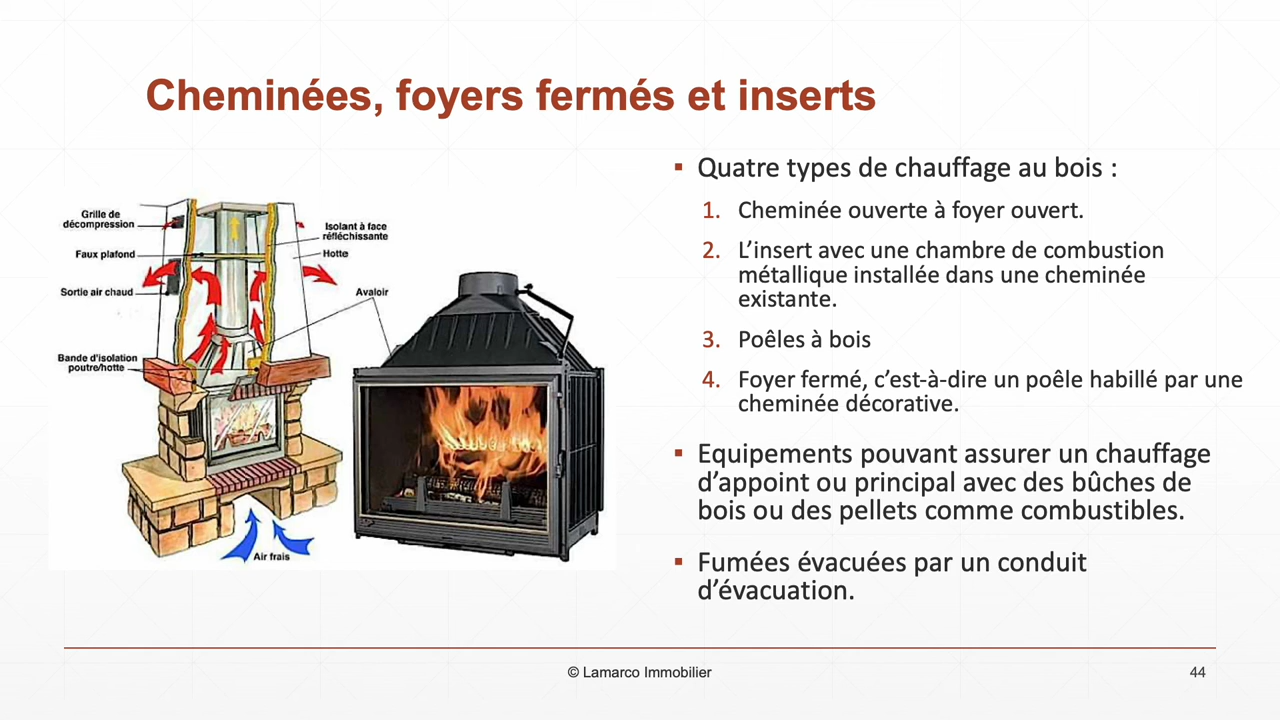 Cheminées, foyers fermés et inserts
Grille de
décompression
Faux plafond
Sortie air chaud
Bande d'isolation
poutre/hotte
Isolant à face
réfléchissante
Hotte
Avaloir
Air frais
▪ Quatre types de chauffage au bois :
1. Cheminée ouverte à foyer ouvert.
2. L’insert avec une chambre de combustion
métallique installée dans une cheminée
existante.
3. Poêles à bois
4. Foyer fermé, c’est-à-dire un poêle habillé par une
cheminée décorative.
▪ Equipements pouvant assurer un chauffage
d’appoint ou principal avec des bûches de
bois ou des pellets comme combustibles.
▪ Fumées évacuées par un conduit
d’évacuation.
© Lamarco Immobilier
44